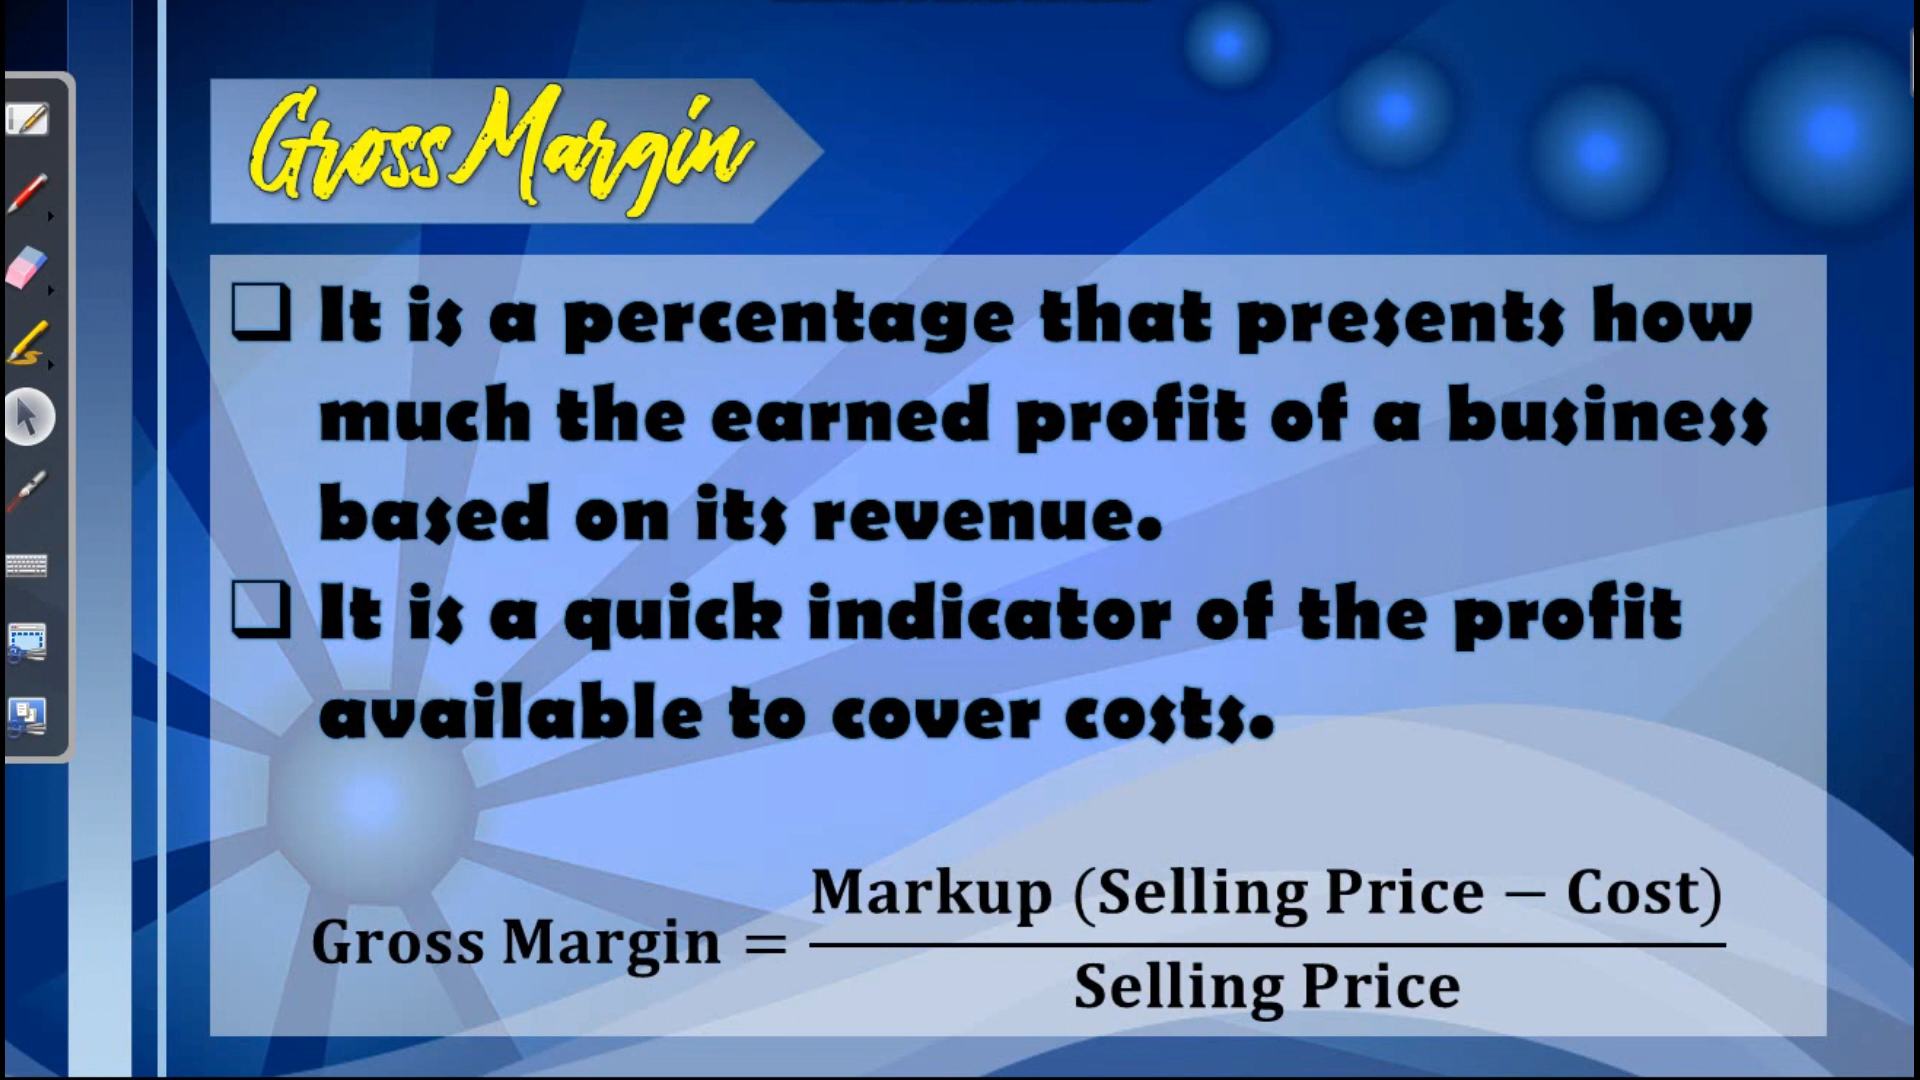 Gross Margin
❑ It is a percentage that presents how
much the earned profit of a business
based on its revenue.
❑ It is a quick indicator of the profit
available to cover costs.
Gross Margin = Markup (Selling Price − Cost)
Selling Price